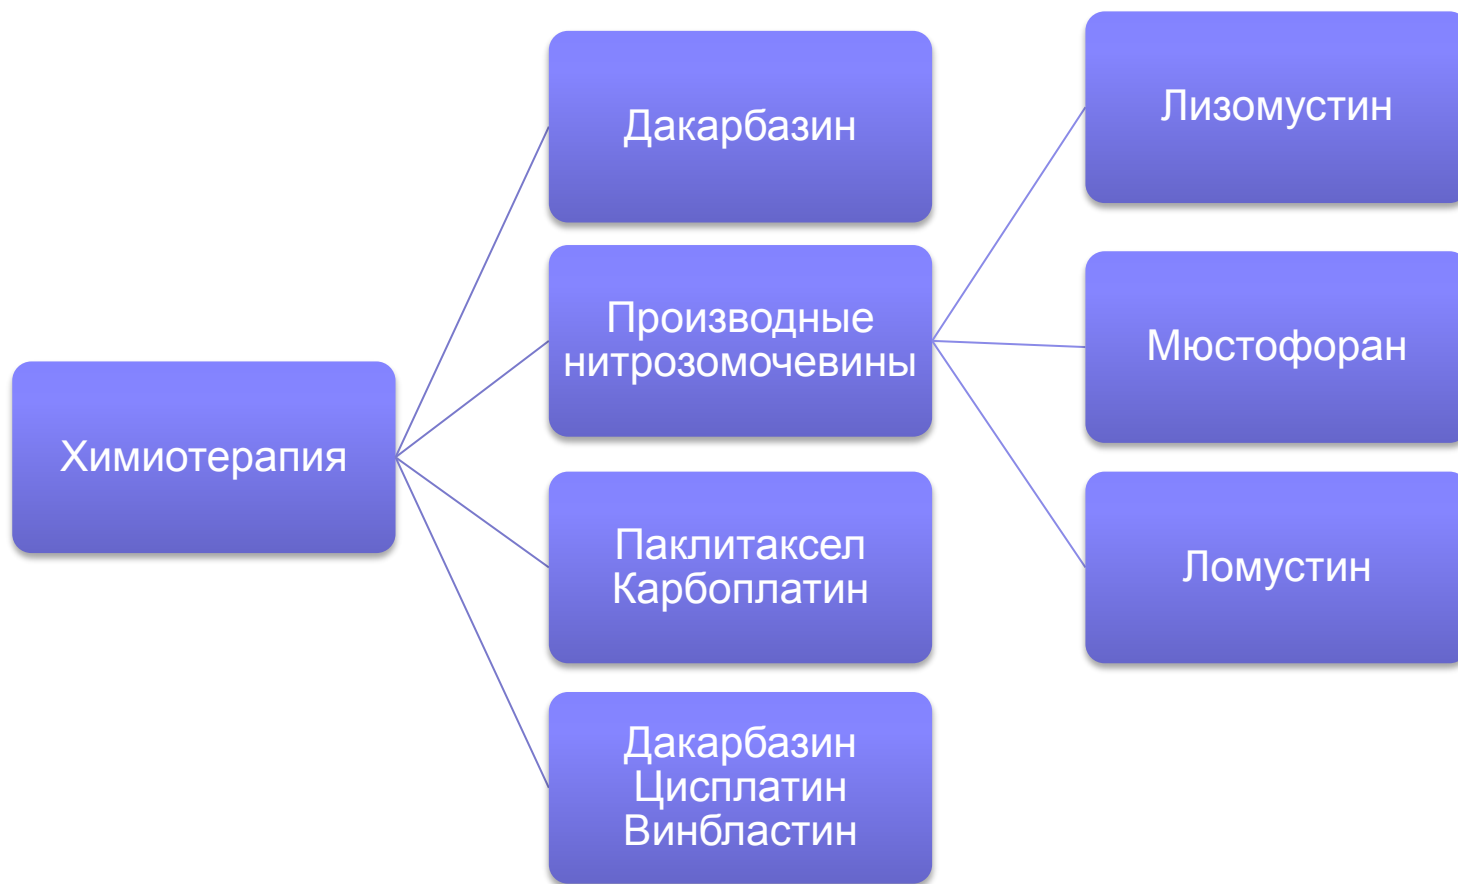 Химиотерапия
Дакарбазин
Производные
нитрозомочевины
Паклитаксел
Карбоплатин
Дакарбазин
Цисплатин
Винбластин
Лизомустин
Мюстофоран
Ломустин